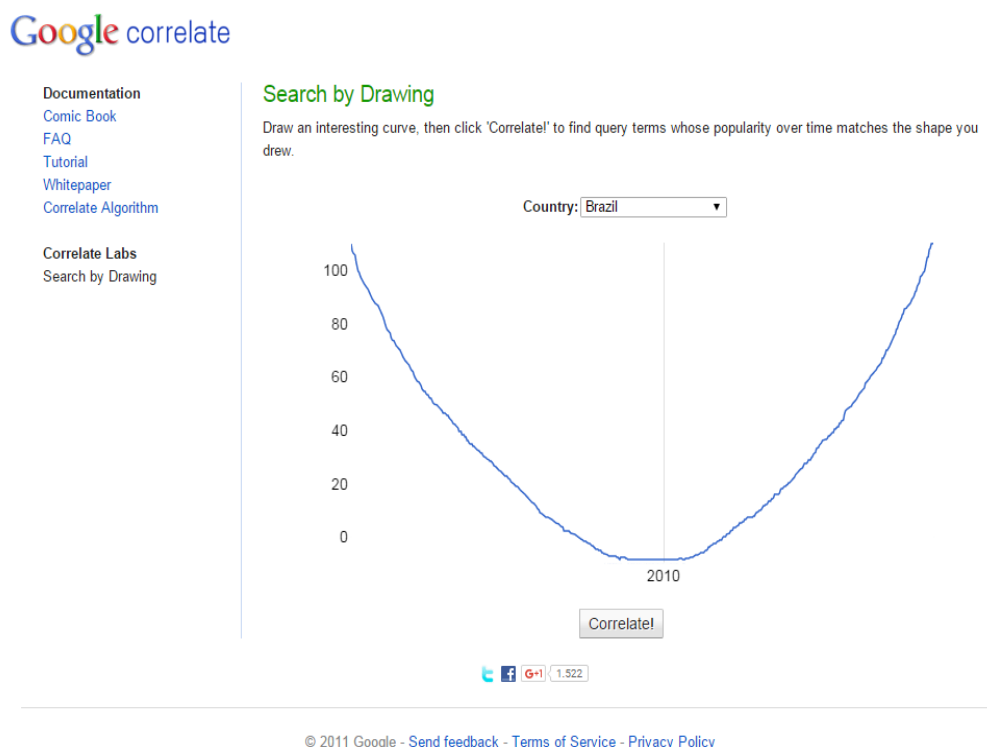 Google correlate
Documentation
Comic Book
FAQ
Tutorial
Whitepaper
Correlate Algorithm
Correlate Labs
Search by Drawing
Search by Drawing
Draw an interesting curve, then click 'Correlate!' to find query terms whose popularity over time matches the shape you
drew.
Country: Brazil
100
80
60
40
20
0
2010
Correlate!
G+1 1.522
© 2011 Google - Send feedback - Terms of Service - Privacy Policy